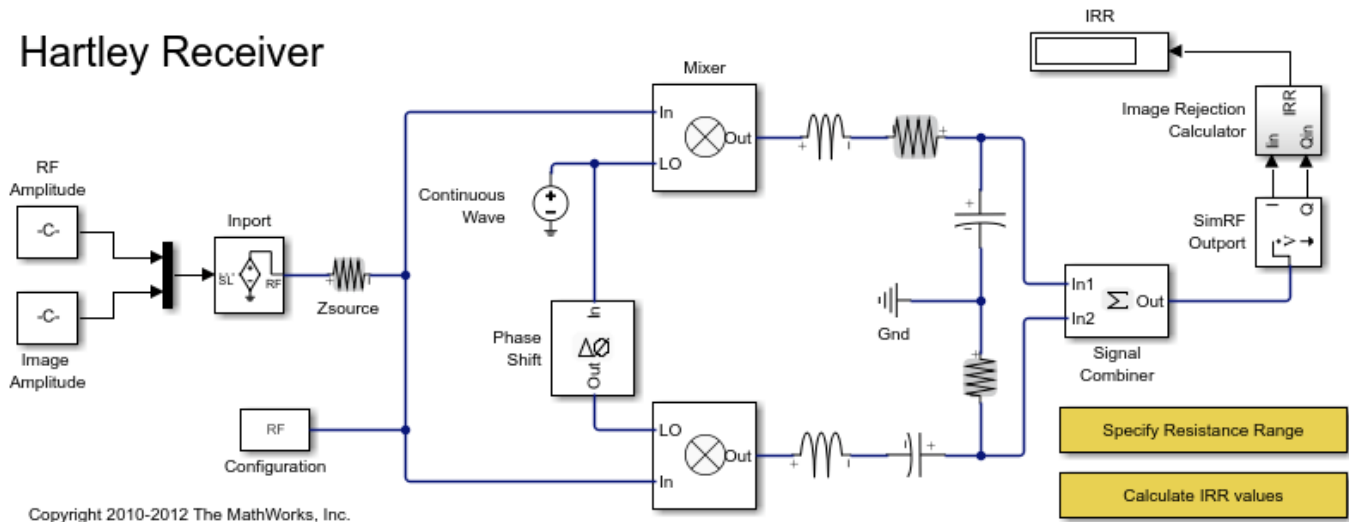 Hartley Receiver
IRR
Mixer
In
LO
Out
Image Rejection
Calculator
IRR
Iin
Qin
RF
Amplitude
-C-
Inport
SL
RF
Zsource
Continuous
Wave
SimRF
Outport
I
Q
V
In1
In2
Σ
Out
Signal
Combiner
Gnd
Phase
Shift
In
ΔØ
Out
-C-
Image
Amplitude
RF
Configuration
LO
In
Out
Specify Resistance Range
Calculate IRR values
Copyright 2010-2012 The MathWorks, Inc.